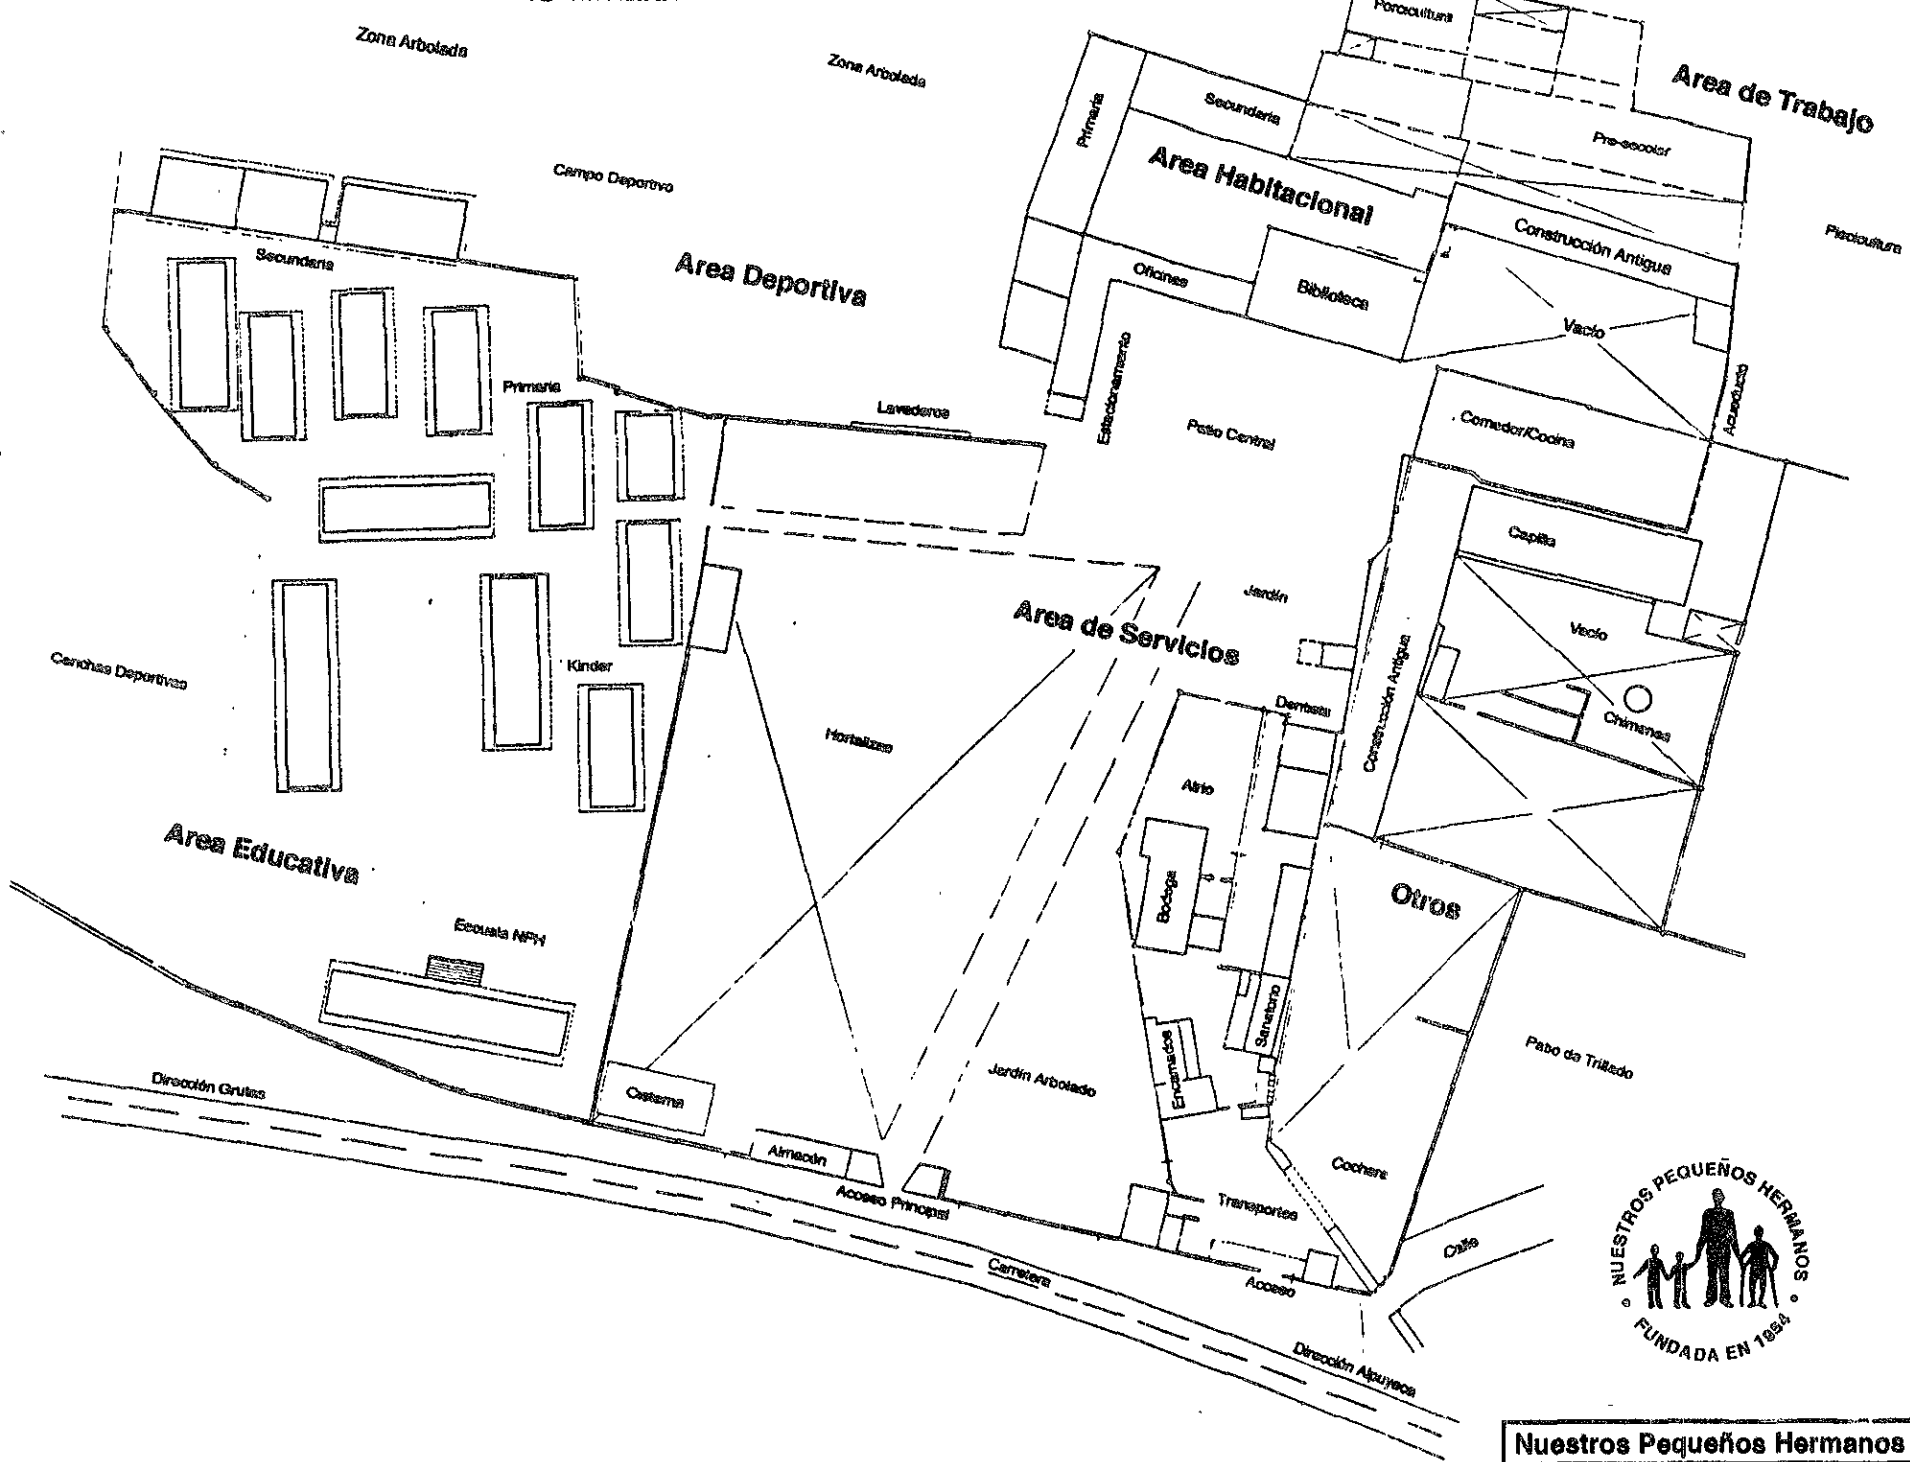 Zona Arbolada
Zona Arbolada
Porcicultura
Area de Trabajo
Primaria
Secundaria
Pre-escolar
Area Habitacional
Campo Deportivo
Construcción Antigua
Piscicultura
Secundaria
Area Deportiva
Oficinas
Biblioteca
Vacío
Estacionamiento
Acueducto
Primaria
Lavaderos
Patio Central
Comedor/Cocina
Capilla
Jardín
Area de Servicios
Vacío
Construcción Antigua
Canchas Deportivas
Kinder
Dentista
Chimenea
Hortalizas
Atrio
Area Educativa
Bodega
Otros
Escuela NPH
Sanatorio
Encamados
Patio de Trillado
Jardín Arbolado
Dirección Grutas
Cisterna
Almacén
Cochera
Acceso Principal
Transportes
Calle
Carretera
Acceso
Dirección Alpuyeca
NUESTROS PEQUEÑOS HERMANOS
FUNDADA EN 1954
Nuestros Pequeños Hermanos